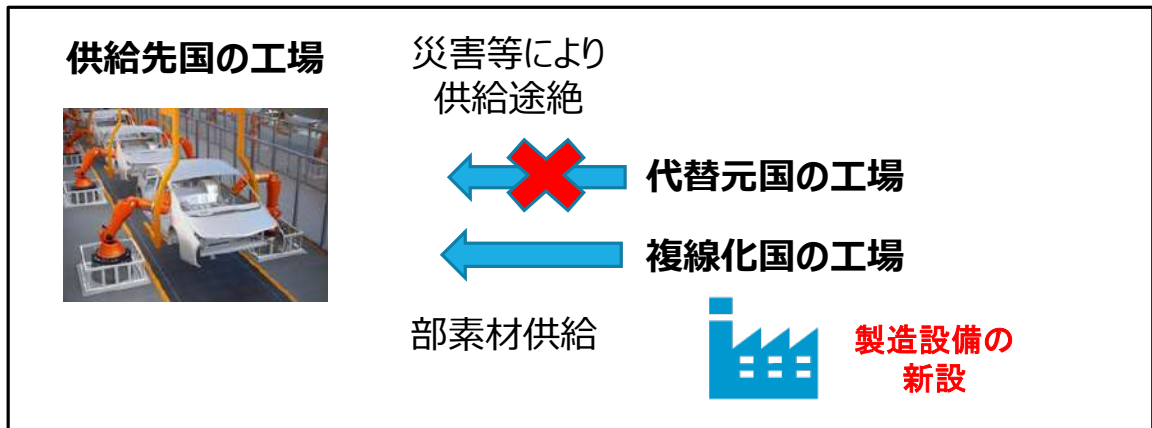 供給先国の工場
災害等により
供給途絶
代替元国の工場
複線化国の工場
部素材供給
製造設備の
新設